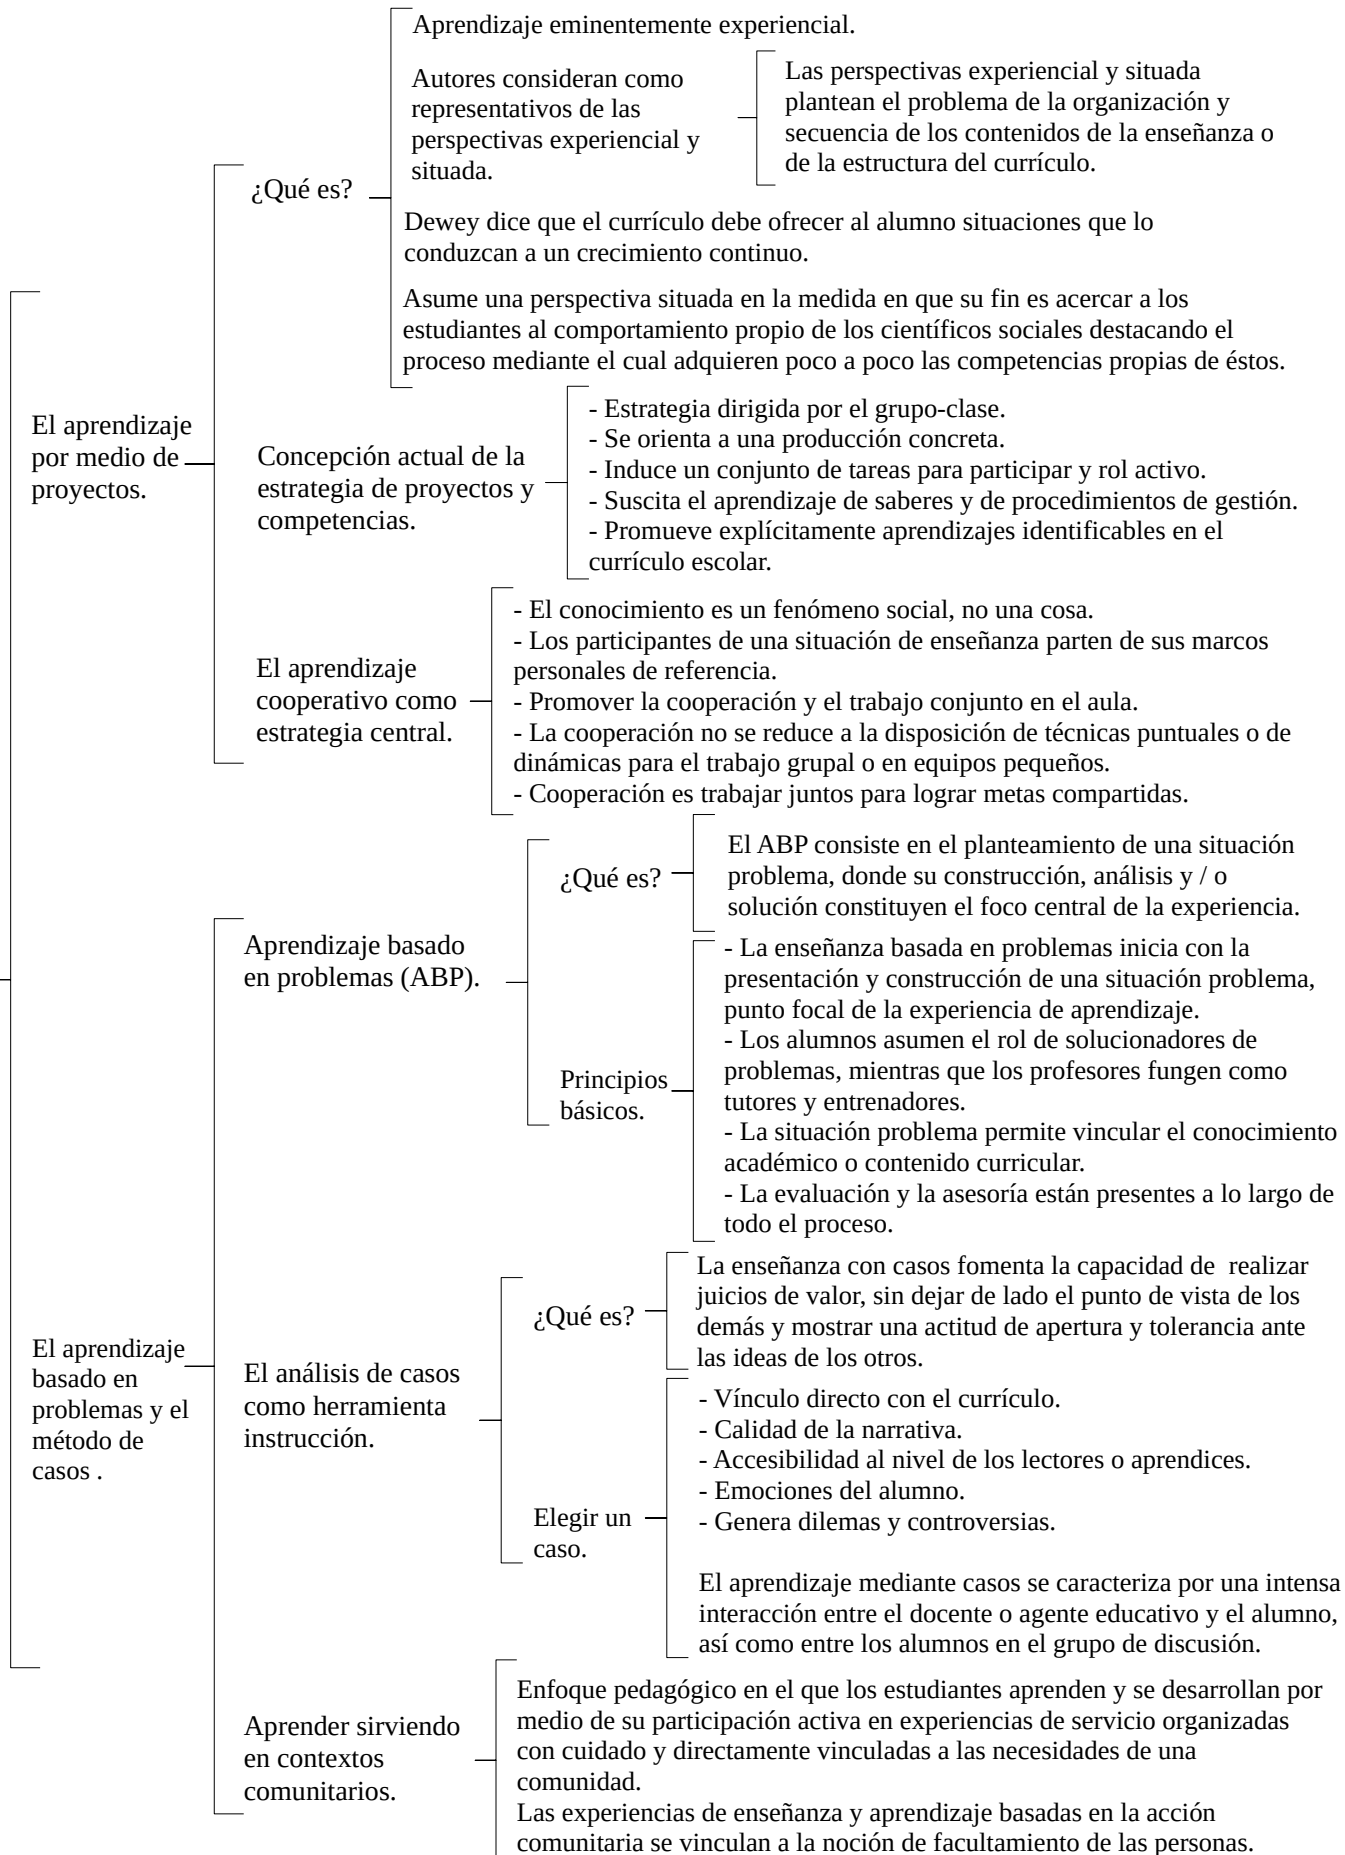 Aprendizaje eminentemente experiencial.
Autores consideran como
representativos de las
perspectivas experiencial y
situada.
Las perspectivas experiencial y situada
plantean el problema de la organización y
secuencia de los contenidos de la enseñanza o
de la estructura del currículo.
¿Qué es?
Dewey dice que el currículo debe ofrecer al alumno situaciones que lo
conduzcan a un crecimiento continuo.
Asume una perspectiva situada en la medida en que su fin es acercar a los
estudiantes al comportamiento propio de los científicos sociales destacando el
proceso mediante el cual adquieren poco a poco las competencias propias de éstos.
El aprendizaje
por medio de
proyectos.
Concepción actual de la
estrategia de proyectos y
competencias.
- Estrategia dirigida por el grupo-clase.
- Se orienta a una producción concreta.
- Induce un conjunto de tareas para participar y rol activo.
- Suscita el aprendizaje de saberes y de procedimientos de gestión.
- Promueve explícitamente aprendizajes identificables en el
currículo escolar.
El aprendizaje
cooperativo como
estrategia central.
- El conocimiento es un fenómeno social, no una cosa.
- Los participantes de una situación de enseñanza parten de sus marcos
personales de referencia.
- Promover la cooperación y el trabajo conjunto en el aula.
- La cooperación no se reduce a la disposición de técnicas puntuales o de
dinámicas para el trabajo grupal o en equipos pequeños.
- Cooperación es trabajar juntos para lograr metas compartidas.
¿Qué es?
El ABP consiste en el planteamiento de una situación
problema, donde su construcción, análisis y / o
solución constituyen el foco central de la experiencia.
Aprendizaje basado
en problemas (ABP).
Principios
básicos.
- La enseñanza basada en problemas inicia con la
presentación y construcción de una situación problema,
punto focal de la experiencia de aprendizaje.
- Los alumnos asumen el rol de solucionadores de
problemas, mientras que los profesores fungen como
tutores y entrenadores.
- La situación problema permite vincular el conocimiento
académico o contenido curricular.
- La evaluación y la asesoría están presentes a lo largo de
todo el proceso.
¿Qué es?
La enseñanza con casos fomenta la capacidad de  realizar
juicios de valor, sin dejar de lado el punto de vista de los
demás y mostrar una actitud de apertura y tolerancia ante
las ideas de los otros.
El aprendizaje
basado en
problemas y el
método de
casos .
El análisis de casos
como herramienta
instrucción.
Elegir un
caso.
- Vínculo directo con el currículo.
- Calidad de la narrativa.
- Accesibilidad al nivel de los lectores o aprendices.
- Emociones del alumno.
- Genera dilemas y controversias.
El aprendizaje mediante casos se caracteriza por una intensa
interacción entre el docente o agente educativo y el alumno,
así como entre los alumnos en el grupo de discusión.
Aprender sirviendo
en contextos
comunitarios.
Enfoque pedagógico en el que los estudiantes aprenden y se desarrollan por
medio de su participación activa en experiencias de servicio organizadas
con cuidado y directamente vinculadas a las necesidades de una
comunidad.
Las experiencias de enseñanza y aprendizaje basadas en la acción
comunitaria se vinculan a la noción de facultamiento de las personas.